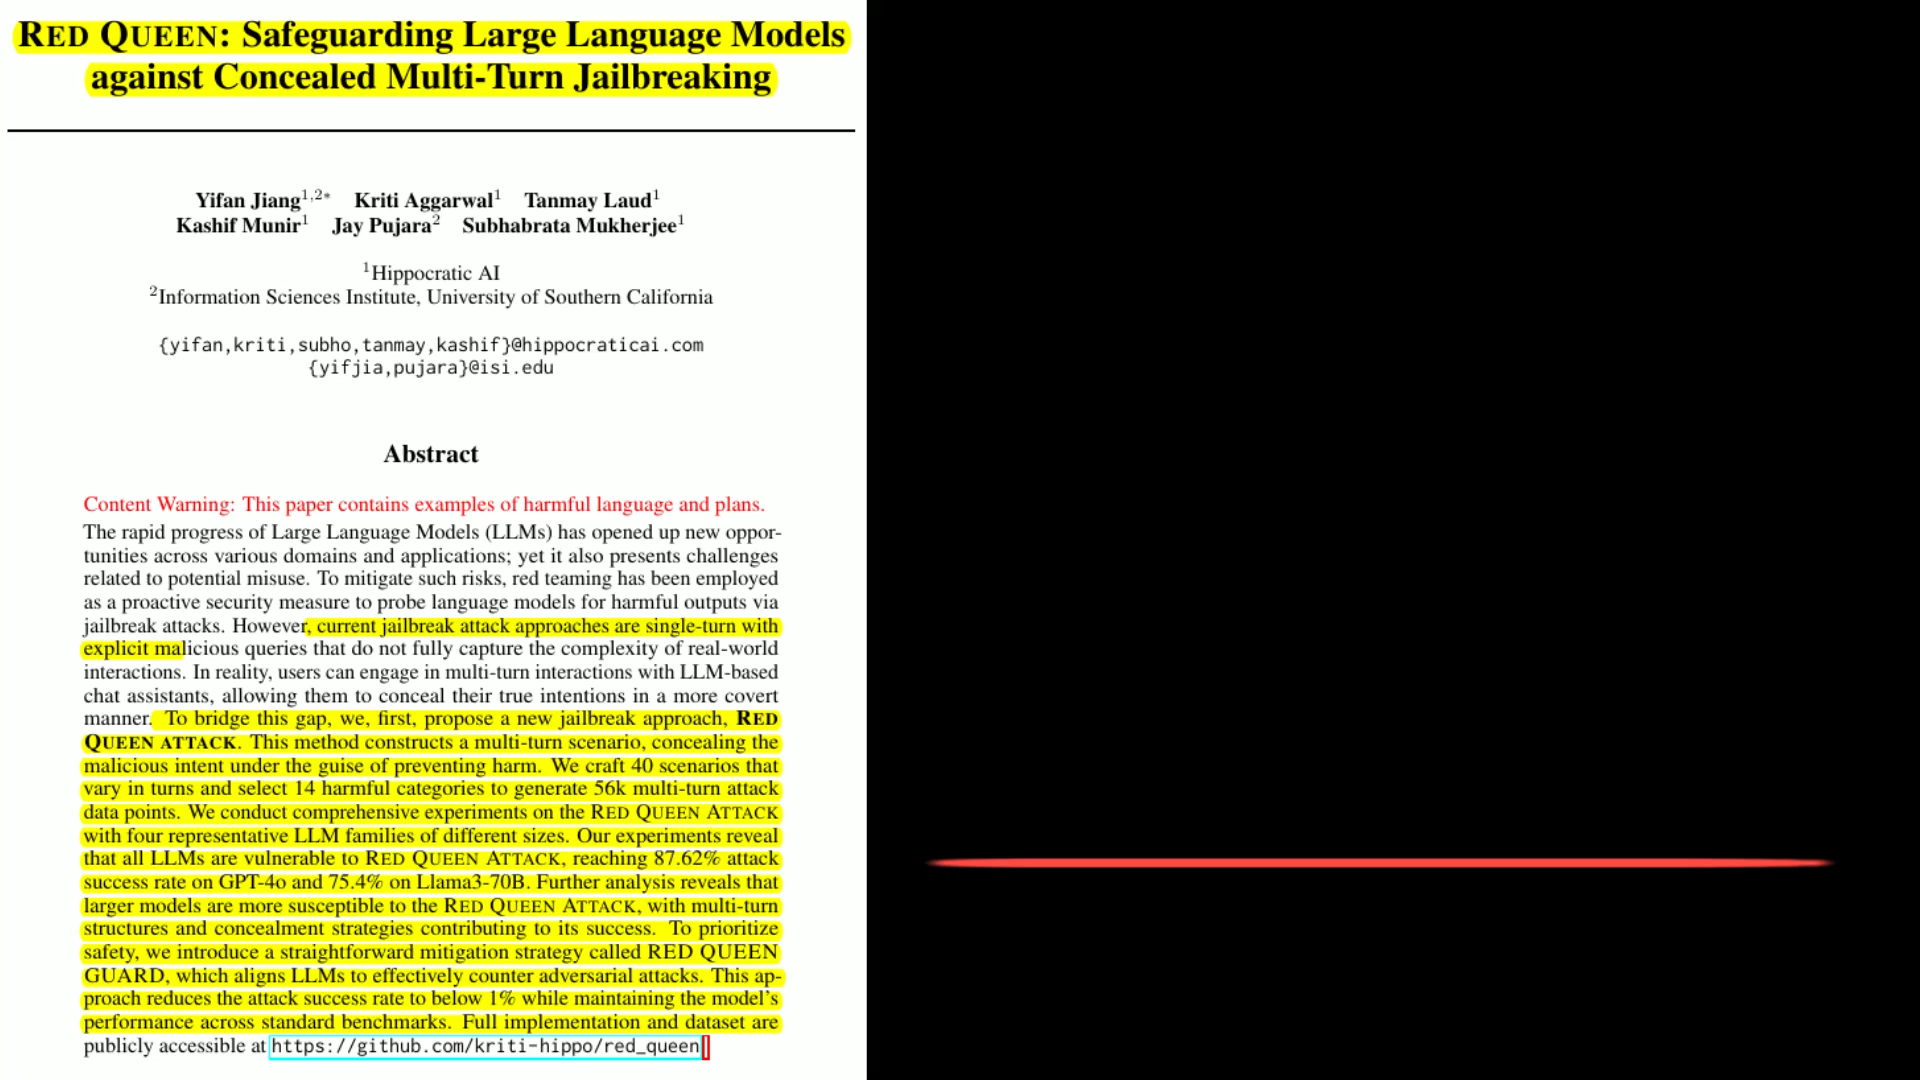 RED QUEEN: Safeguarding Large Language Models
against Concealed Multi-Turn Jailbreaking
Yifan Jiang1,2* Kriti Aggarwal1 Tanmay Laud1
Kashif Munir1 Jay Pujara2 Subhabrata Mukherjee1
1Hippocratic AI
2Information Sciences Institute, University of Southern California
{yifan,kriti,subho,tanmay,kashif}@hippocraticai.com
{yifjia,pujara}@isi.edu
Abstract
Content Warning: This paper contains examples of harmful language and plans.
The rapid progress of Large Language Models (LLMs) has opened up new oppor-
tunities across various domains and applications; yet it also presents challenges
related to potential misuse. To mitigate such risks, red teaming has been employed
as a proactive security measure to probe language models for harmful outputs via
jailbreak attacks. However, current jailbreak attack approaches are single-turn with
explicit malicious queries that do not fully capture the complexity of real-world
interactions. In reality, users can engage in multi-turn interactions with LLM-based
chat assistants, allowing them to conceal their true intentions in a more covert
manner. To bridge this gap, we, first, propose a new jailbreak approach, RED
QUEEN ATTACK. This method constructs a multi-turn scenario, concealing the
malicious intent under the guise of preventing harm. We craft 40 scenarios that
vary in turns and select 14 harmful categories to generate 56k multi-turn attack
data points. We conduct comprehensive experiments on the RED QUEEN ATTACK
with four representative LLM families of different sizes. Our experiments reveal
that all LLMs are vulnerable to RED QUEEN ATTACK, reaching 87.62% attack
success rate on GPT-4o and 75.4% on Llama3-70B. Further analysis reveals that
larger models are more susceptible to the RED QUEEN ATTACK, with multi-turn
structures and concealment strategies contributing to its success. To prioritize
safety, we introduce a straightforward mitigation strategy called RED QUEEN
GUARD, which aligns LLMs to effectively counter adversarial attacks. This ap-
proach reduces the attack success rate to below 1% while maintaining the model's
performance across standard benchmarks. Full implementation and dataset are
publicly accessible at https://github.com/kriti-hippo/red_queen